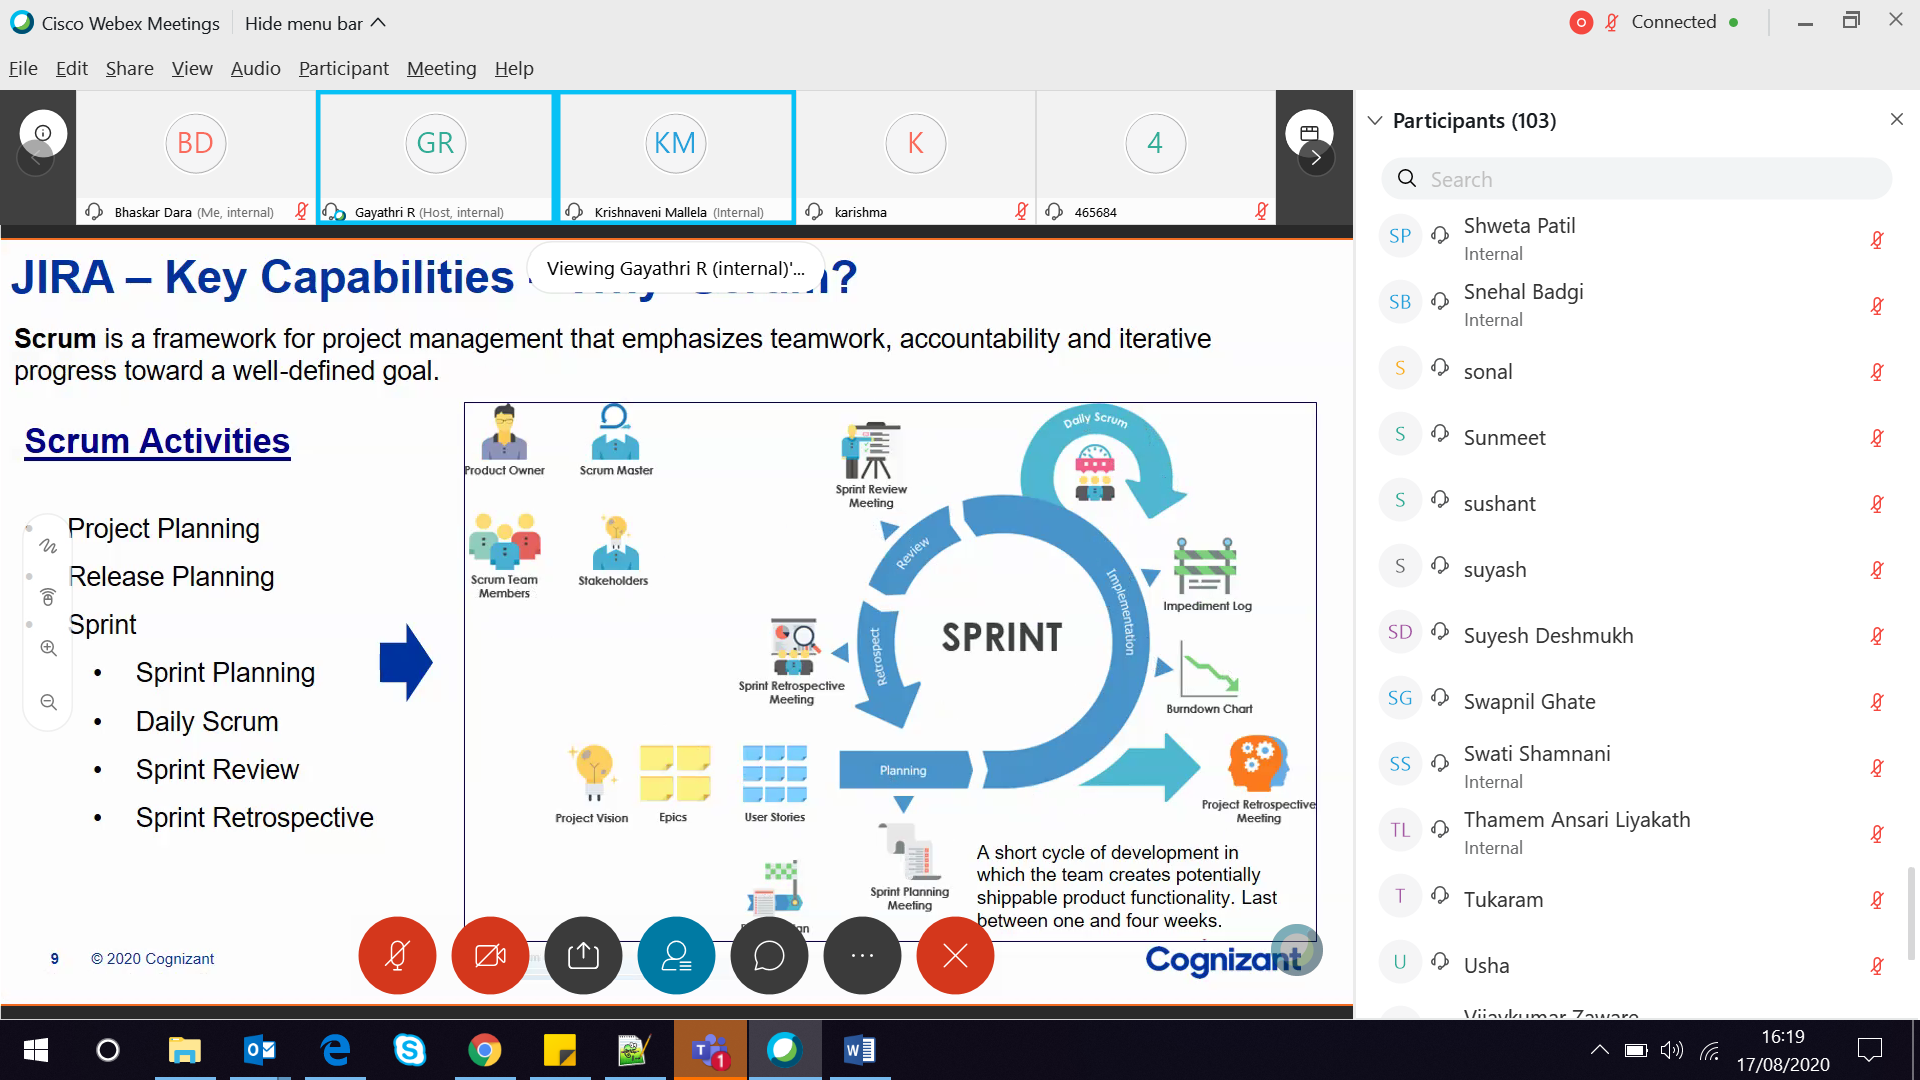 Cisco Webex Meetings
Hide menu bar
Connected
File Edit Share View Audio Participant Meeting Help
BD
Bhaskar Dara (Me, internal)
GR
Gayathri R (Host, internal)
KM
Krishnaveni Mallela (Internal)
K
karishma
4
465684
Viewing Gayathri R (internal)'...
JIRA – Key Capabilities
?
Scrum is a framework for project management that emphasizes teamwork, accountability and iterative
progress toward a well-defined goal.
Scrum Activities
Project Planning
Release Planning
Sprint
• Sprint Planning
• Daily Scrum
• Sprint Review
• Sprint Retrospective
Product Owner
Scrum Master
Scrum Team
Members
Stakeholders
Sprint Review
Meeting
Daily Scrum
Review
Implementation
Impediment Log
SPRINT
Retrospect
Sprint Retrospective
Meeting
Burndown Chart
Planning
Project Vision
Epics
User Stories
Project Retrospective
Meeting
Sprint Planning
Meeting
A short cycle of development in
which the team creates potentially
shippable product functionality. Last
between one and four weeks.
9 © 2020 Cognizant
Cognizant
Participants (103)
Search
SP Shweta Patil
Internal
SB Snehal Badgi
Internal
S sonal
S Sunmeet
S sushant
S suyash
SD Suyesh Deshmukh
SG Swapnil Ghate
SS Swati Shamnani
Internal
TL Thamem Ansari Liyakath
Internal
T Tukaram
U Usha
Vijaykumar Zaware
1
16:19
17/08/2020